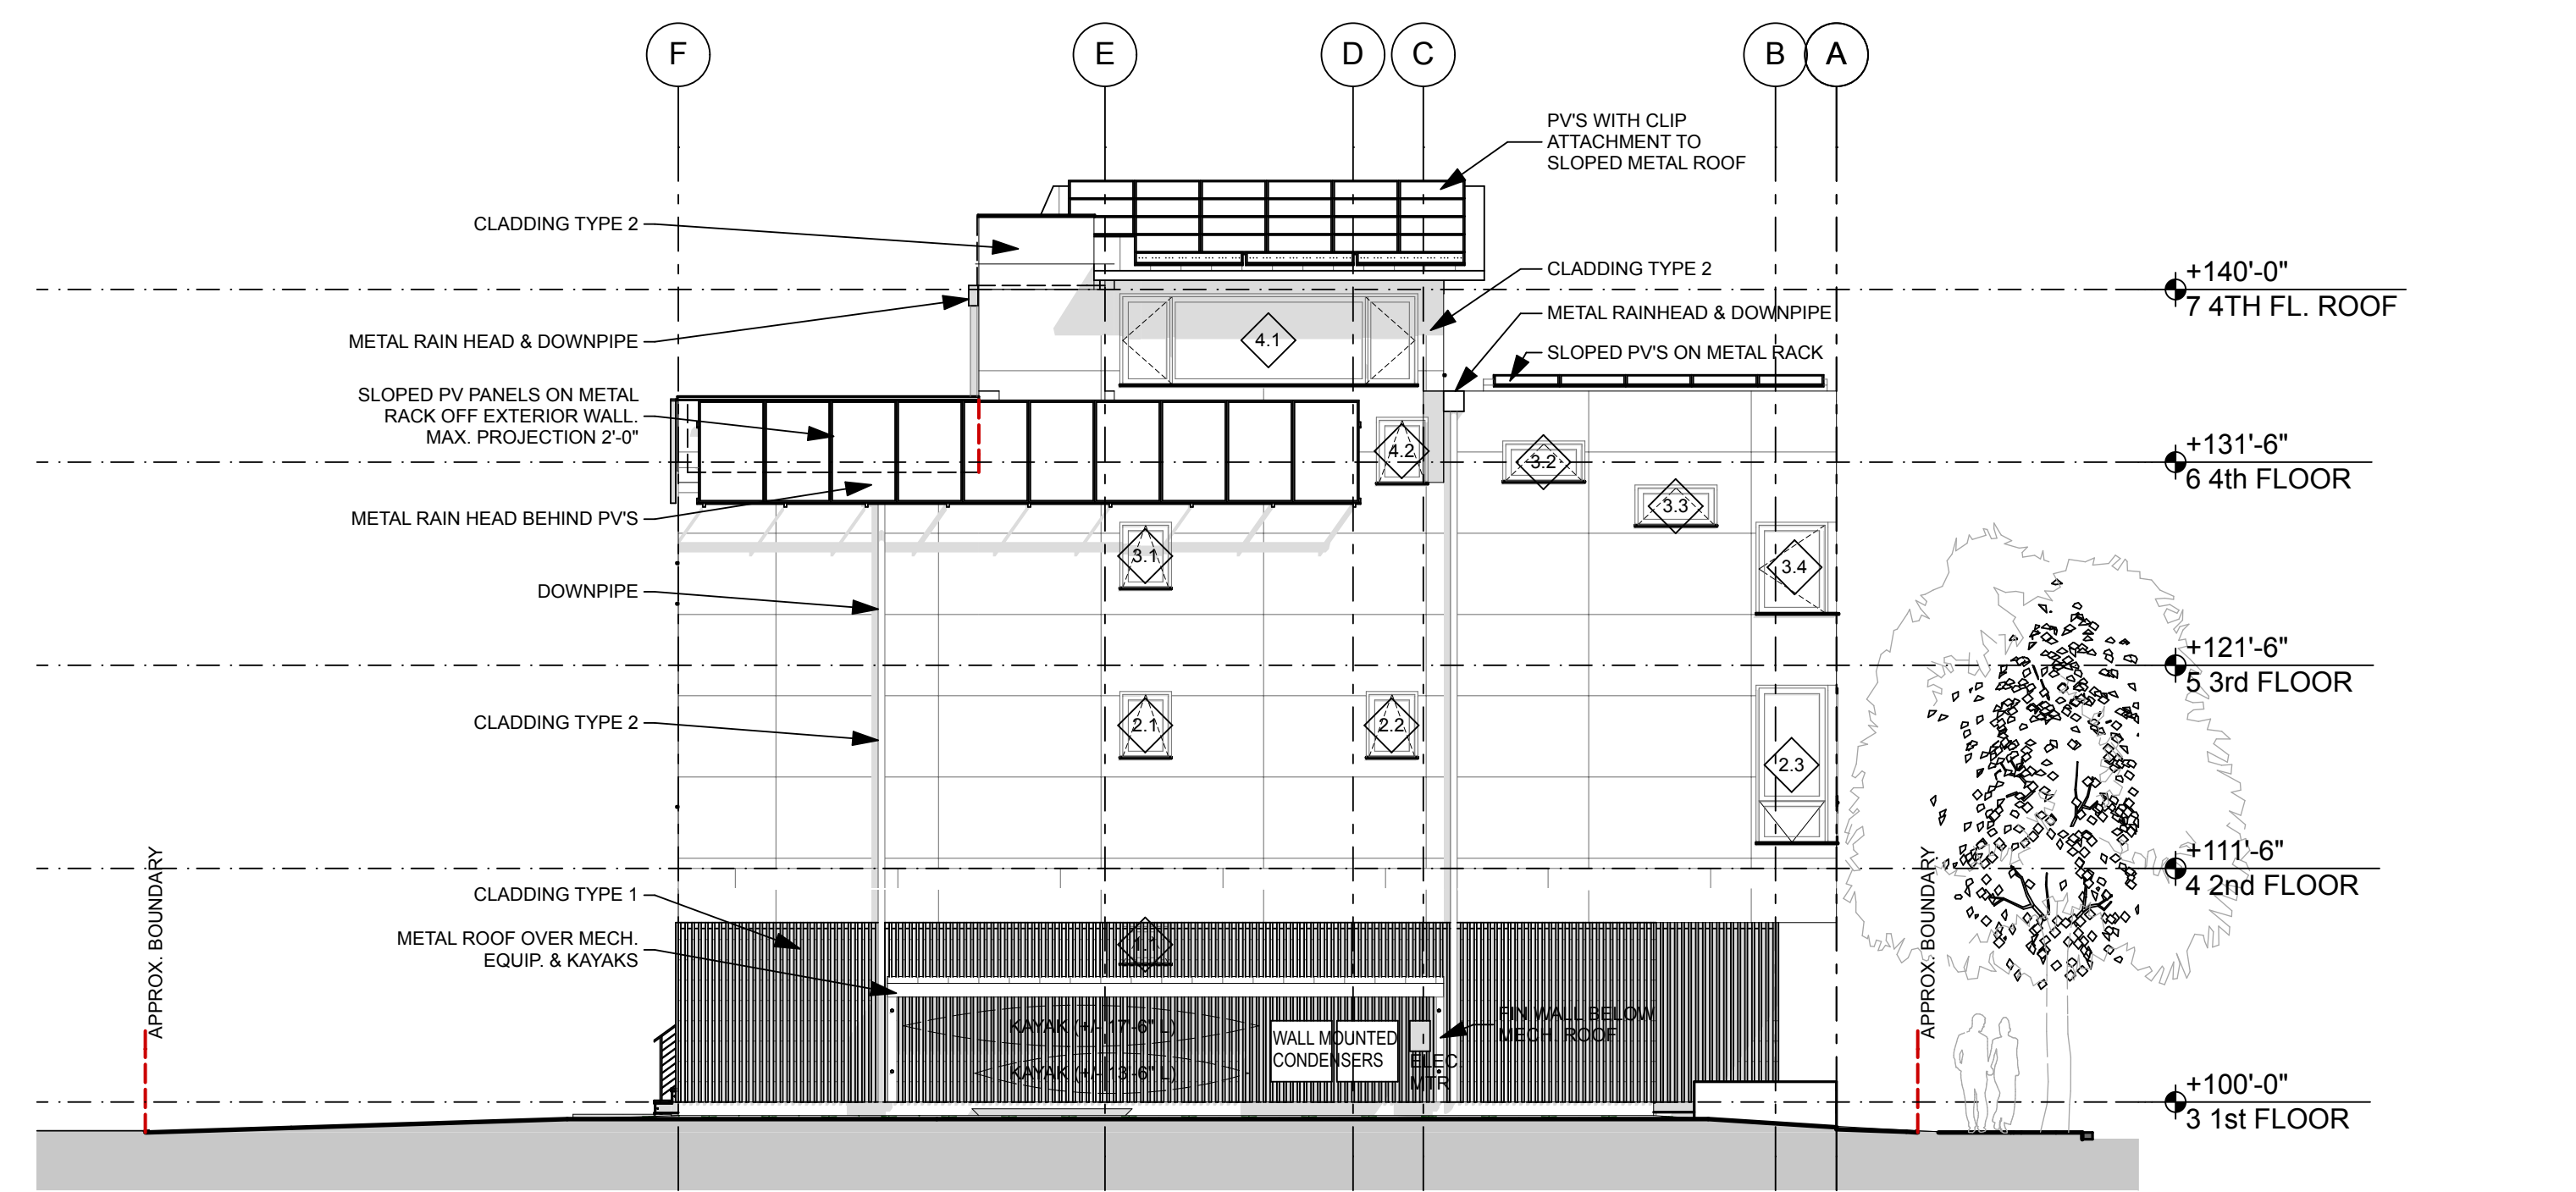 F
E
D
C
B
A
PV'S WITH CLIP
ATTACHMENT TO
SLOPED METAL ROOF
CLADDING TYPE 2
CLADDING TYPE 2
+140'-0"
7 4TH FL. ROOF
METAL RAINHEAD & DOWNPIPE
METAL RAIN HEAD & DOWNPIPE
4.1
SLOPED PV'S ON METAL RACK
SLOPED PV PANELS ON METAL
RACK OFF EXTERIOR WALL.
MAX. PROJECTION 2'-0"
4.2
3.2
+131'-6"
6 4th FLOOR
3.3
METAL RAIN HEAD BEHIND PV'S
3.1
3.4
DOWNPIPE
+121'-6"
5 3rd FLOOR
CLADDING TYPE 2
2.1
2.2
2.3
+111'-6"
4 2nd FLOOR
CLADDING TYPE 1
METAL ROOF OVER MECH.
EQUIP. & KAYAKS
1.1
APPROX. BOUNDARY
APPROX. BOUNDARY
KAYAK (+/- 17'-6" L)
KAYAK (+/- 13'-6" L)
WALL MOUNTED
CONDENSERS
ELEC.
MTR
FIN WALL BELOW
MECH. ROOF
+100'-0"
3 1st FLOOR